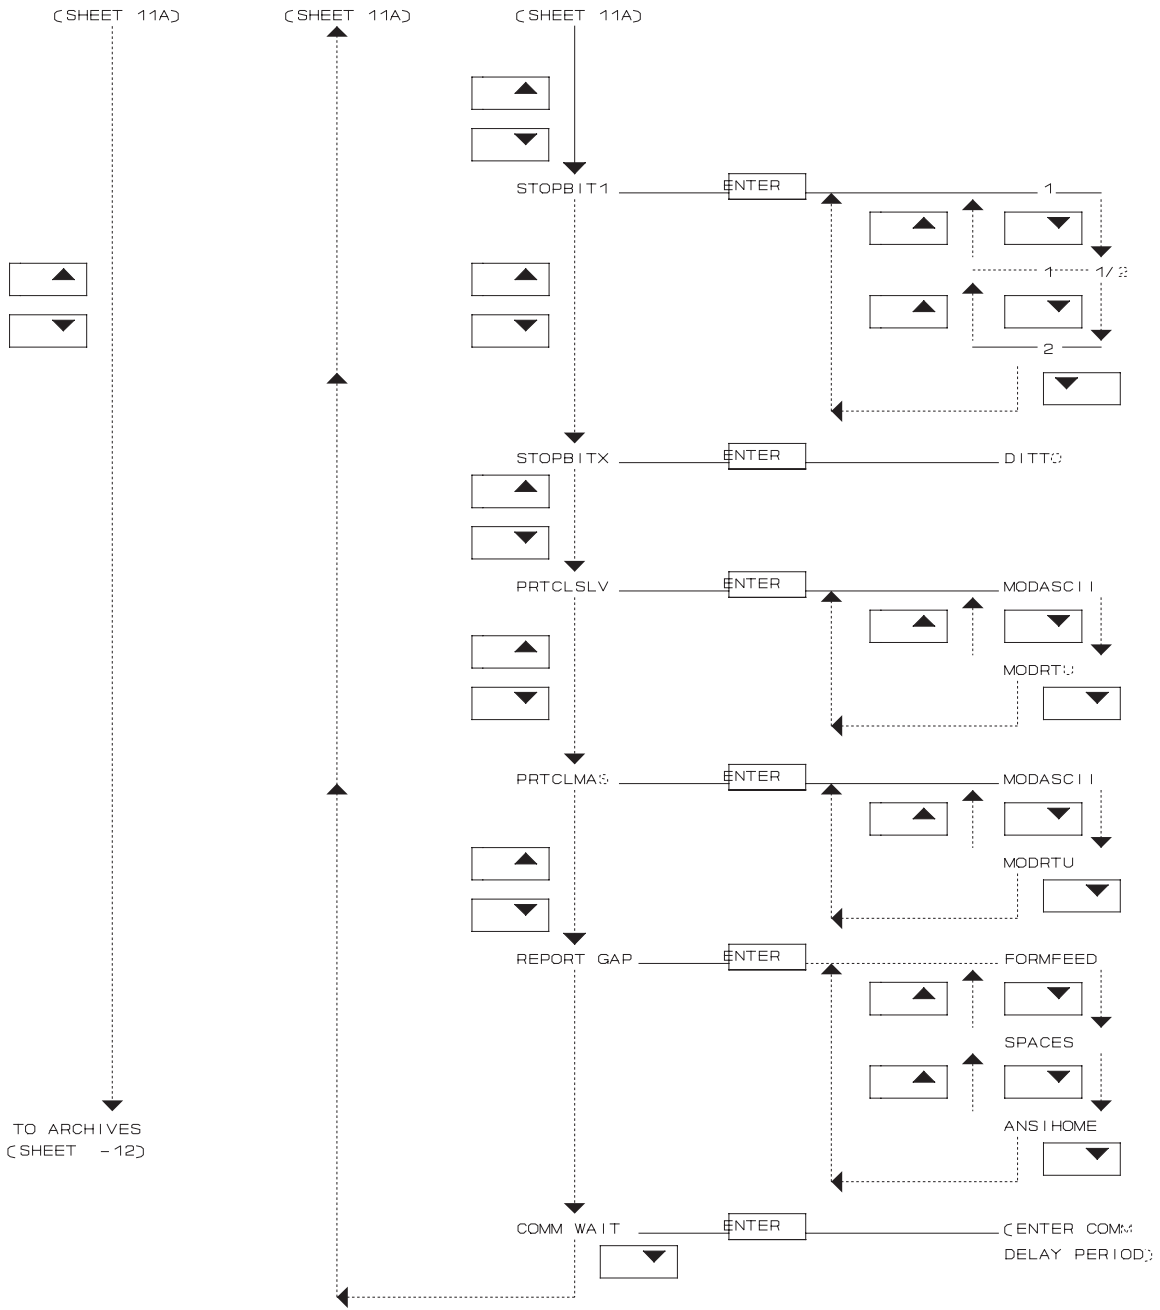 (SHEET 11A) (SHEET 11A) (SHEET 11A)
STOPBIT1 ENTER 1
1 1/2
2
STOPBITX ENTER DITTO
PRTCLSLV ENTER MODASCII
MODRTU
PRTCLMAS ENTER MODASCII
MODRTU
REPORT GAP ENTER FORMFEED
SPACES
ANSIHOME
TO ARCHIVES
(SHEET -12)
COMM WAIT ENTER (ENTER COMM
DELAY PERIOD)